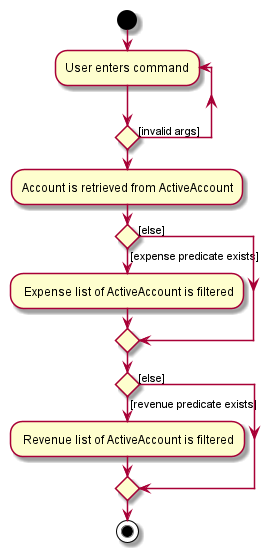 User enters command
[invalid args]
Account is retrieved from ActiveAccount
[else]
[expense predicate exists]
Expense list of ActiveAccount is filtered
[else]
[revenue predicate exists]
Revenue list of ActiveAccount is filtered